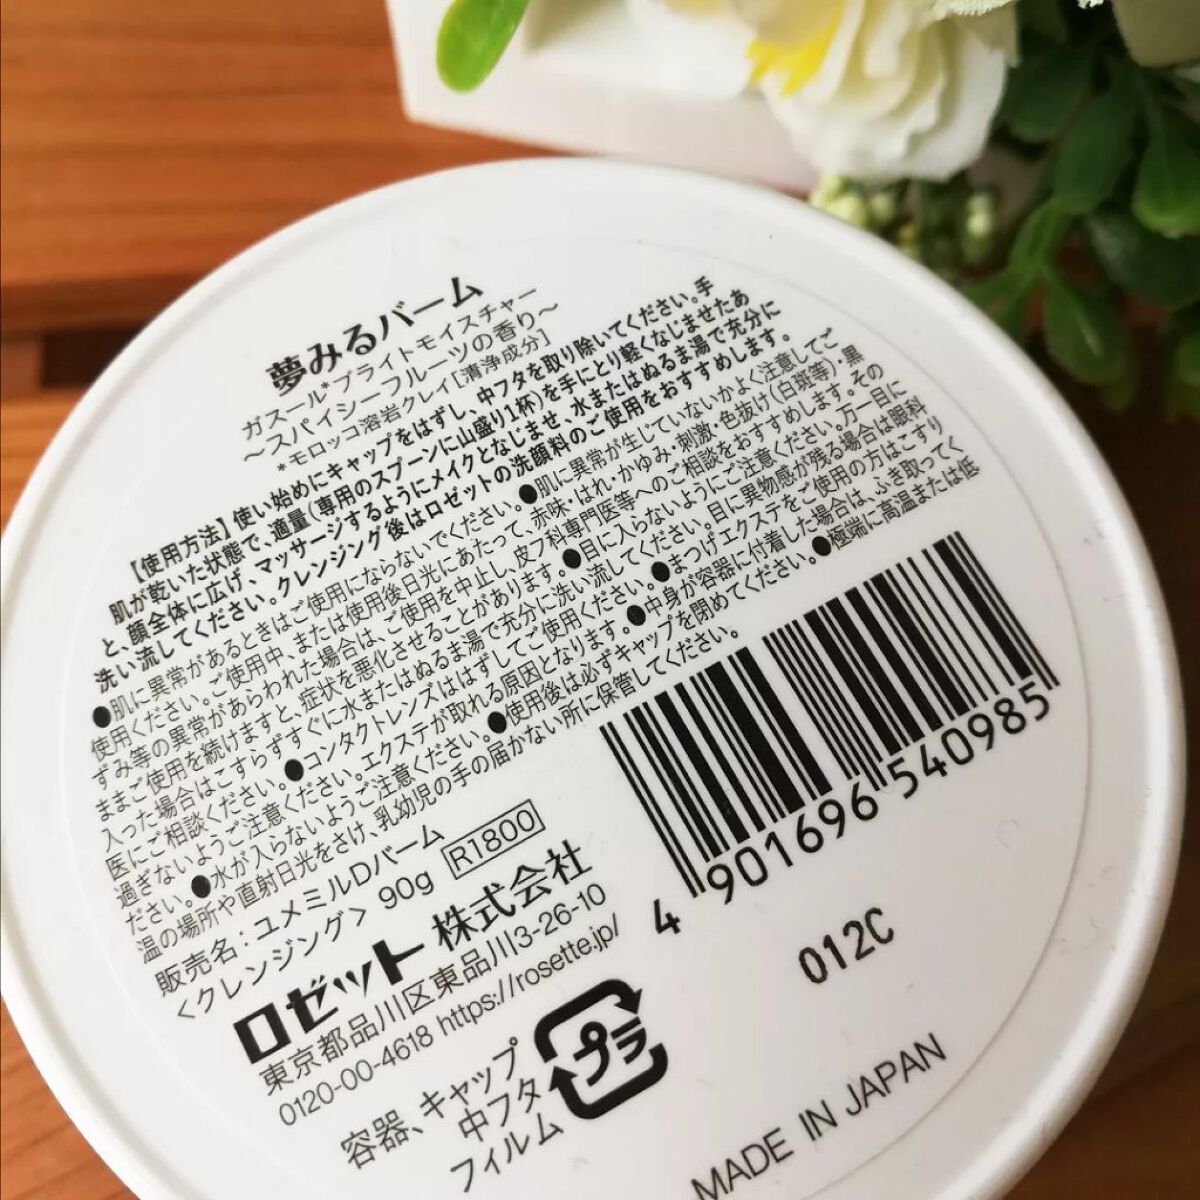 夢みるバーム
ガスール*ブライトモイスチャー
〜スパイシーフルーツの香り〜
*モロッコ溶岩クレイ[清浄成分]
【使用方法】使い始めにキャップをはずし、中フタを取り除いてください。手
肌が乾いた状態で、適量(専用のスプーンに山盛り1杯)を手にとり軽くなじませたあ
と、顔全体に広げ、マッサージするようにメイクとなじませ、水またはぬるま湯で充分に
洗い流してください。クレンジング後はロゼットの洗顔料のご使用をおすすめします。
●肌に異常があるときはご使用にならないでください。●肌に異常が生じていないかよく注意してご
使用ください。ご使用中、または使用後日光にあたって、赤味・はれ・かゆみ・刺激・色抜け(白斑等)・黒
ずみ等の異常があらわれた場合は、ご使用を中止し、皮フ科専門医等へのご相談をおすすめします。その
ままご使用を続けますと、症状を悪化させることがあります。●目に入らないようにご注意ください。万一目に
入った場合はこすらずすぐに水またはぬるま湯で充分に洗い流してください。目に異物感が残る場合は眼科
医にご相談ください。●コンタクトレンズははずしてご使用ください。●まつげエクステをご使用の方はこすり
過ぎないようご注意ください。エクステが取れる原因となります。●中身が容器に付着した場合は、ふき取ってく
ださい。●水が入らないようご注意ください。●使用後は必ずキャップを閉めてください。●極端に高温または低
温の場所や直射日光をさけ、乳幼児の手の届かない所に保管してください。
販売名:ユメミルDバーム
<クレンジング> 90g R1800
ロゼット株式会社
東京都品川区東品川3-26-10
0120-00-4618 https://rosette.jp/
容器、キャップ
中フタ
フィルム
プラ
4 901696 540985
012C
MADE IN JAPAN